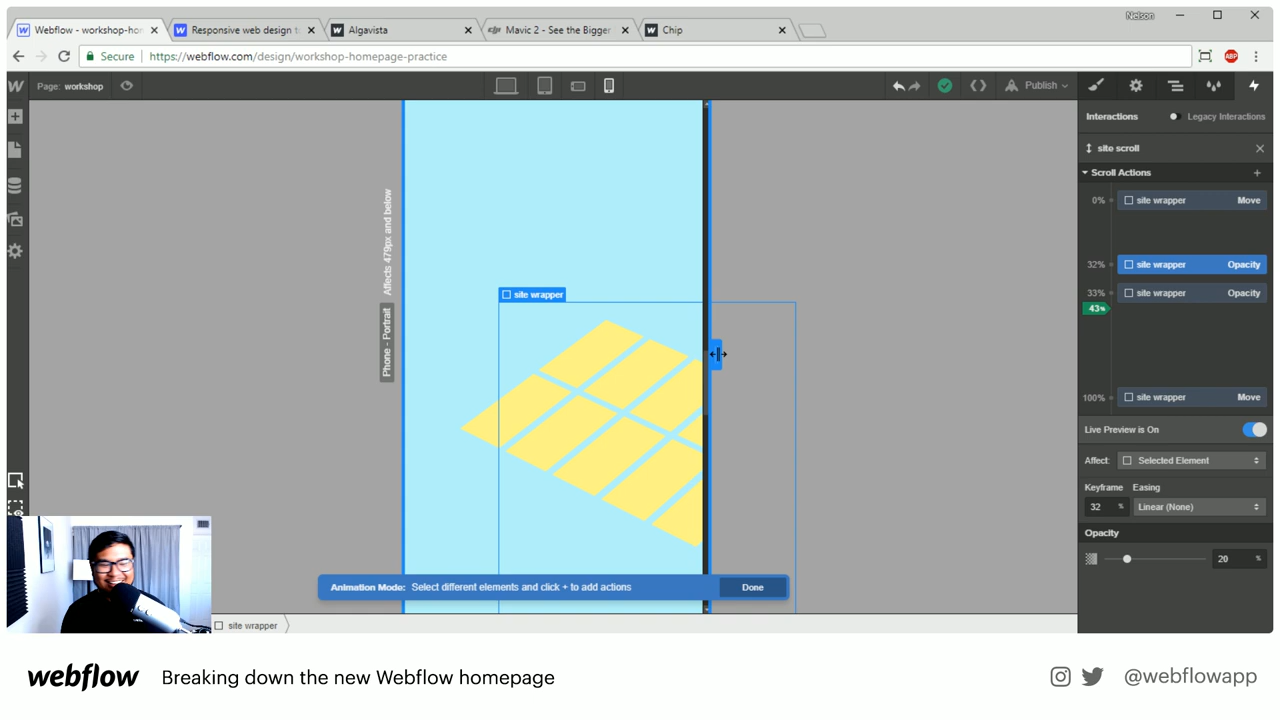 Nelson
Webflow - workshop-hom
Responsive web design t
Algavista
Mavic 2 - See the Bigger
Chip
Secure
https://webflow.com/design/workshop-homepage-practice
ABP
Page: workshop
Publish
Interactions
Legacy Interactions
site scroll
Scroll Actions
0% site wrapper Move
32% site wrapper Opacity
33% site wrapper Opacity
43%
100% site wrapper Move
Live Preview is On
Affect: Selected Element
Keyframe Easing
32 % Linear (None)
Opacity
20 %
Affects 479px and below
Phone - Portrait
site wrapper
Animation Mode: Select different elements and click + to add actions
Done
site wrapper
webflow
Breaking down the new Webflow homepage
@webflowapp